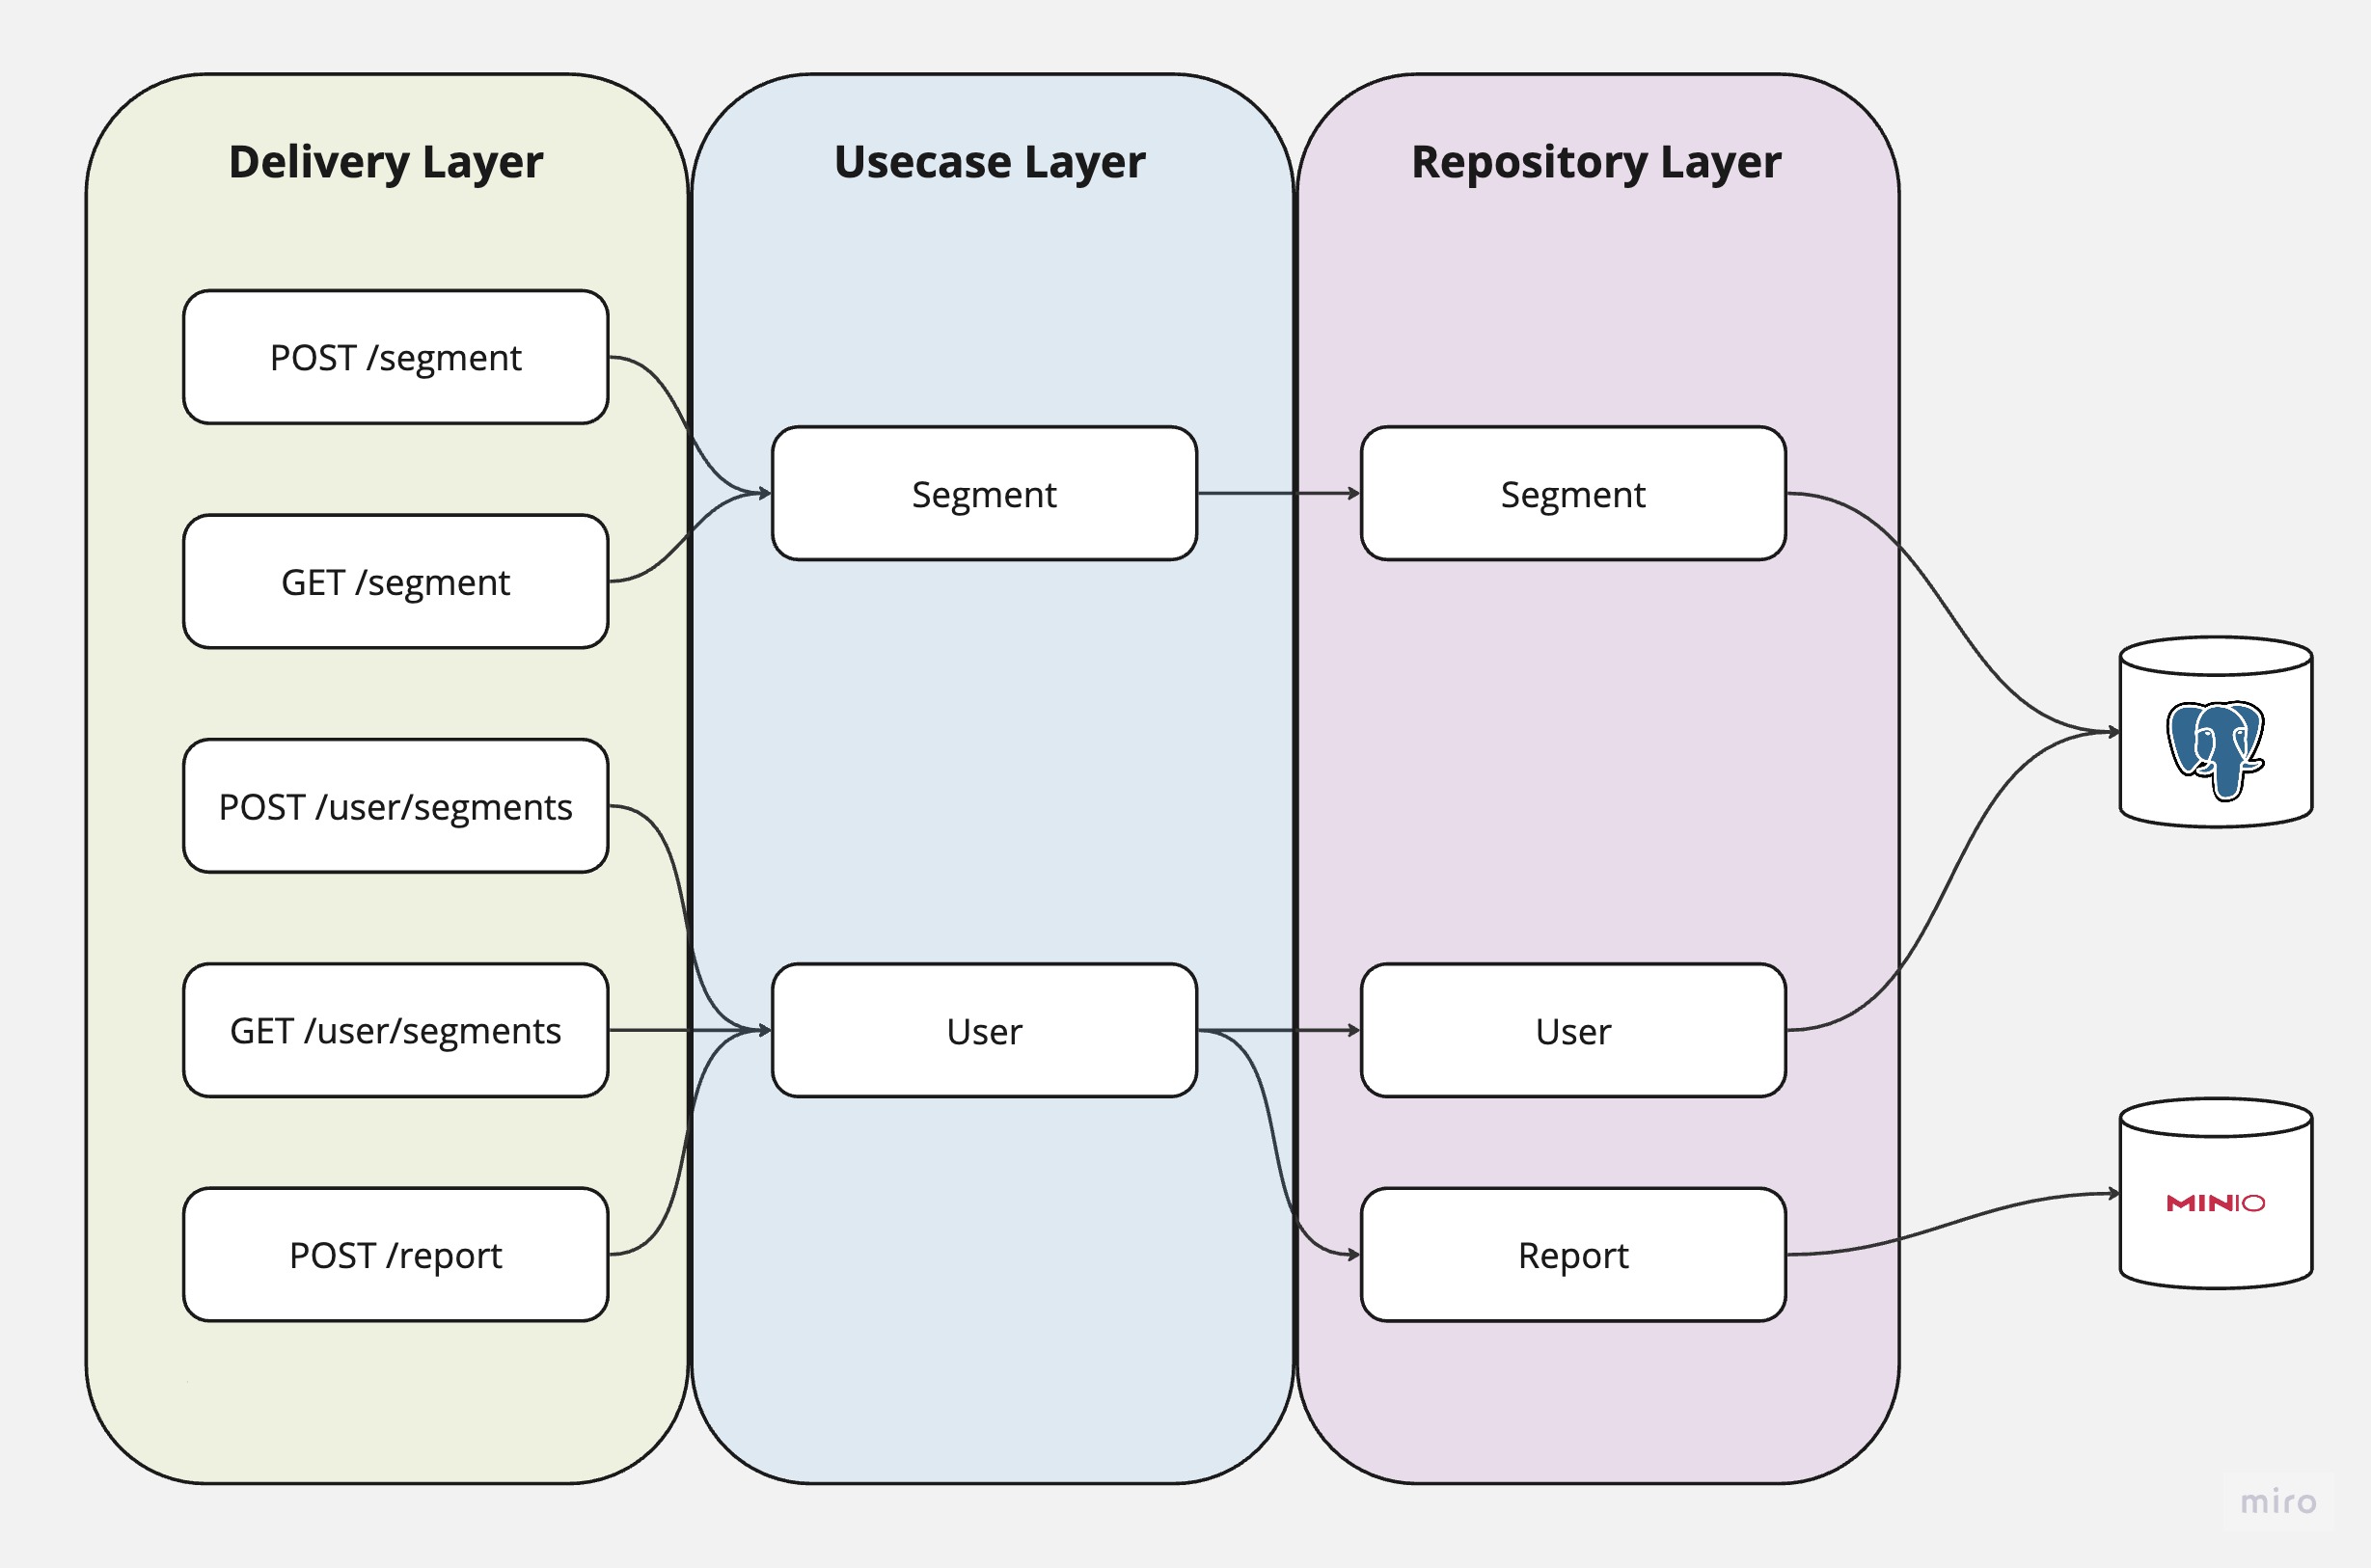 Delivery Layer
Usecase Layer
Repository Layer
POST /segment
GET /segment
POST /user/segments
GET /user/segments
POST /report
Segment
User
Segment
User
Report
MINIO
miro